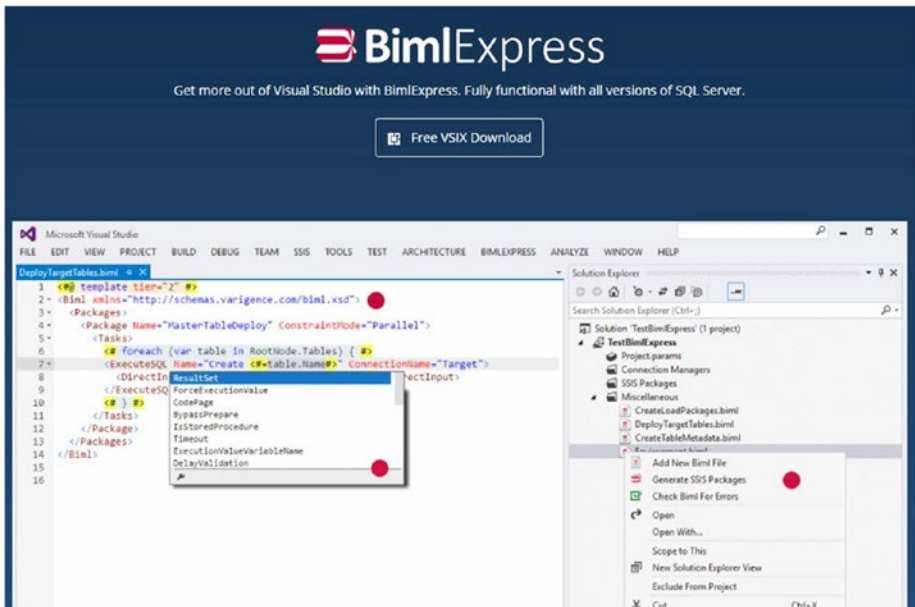 BimlExpress
Get more out of Visual Studio with BimlExpress. Fully functional with all versions of SQL Server.
Free VSIX Download
Microsoft Visual Studio
FILE EDIT VIEW PROJECT BUILD DEBUG TEAM SSIS TOOLS TEST ARCHITECTURE BIMLEXPRESS ANALYZE WINDOW HELP
DeployTargetTables.biml
1 <#@ template tier="2" #>
2 <Biml xmlns="http://schemas.varigence.com/biml.xsd">
3 <Packages>
4 <Package Name="MasterTableDeploy" ConstraintMode="Parallel">
5 <Tasks>
6 <# foreach (var table in RootNode.Tables) { #>
7 <ExecuteSQL Name="Create <#=table.Name#>" ConnectionName="Target">
8 <DirectIn rectInput>
9 </ExecuteSQ
10 <# } #>
11 </Tasks>
12 </Package>
13 </Packages>
14 </Biml>
15
16
ResultSet
ForceExecutionValue
CodePage
BypassPrepare
IsStoredProcedure
Timeout
ExecutionValueVariableName
DelayValidation
Solution Explorer
Search Solution Explorer (Ctrl+;)
Solution 'TestBimlExpress' (1 project)
TestBimlExpress
Project.params
Connection Managers
SSIS Packages
Miscellaneous
CreateLoadPackages.biml
DeployTargetTables.biml
CreateTableMetadata.biml
Environment.biml
Add New Biml File
Generate SSIS Packages
Check Biml For Errors
Open
Open With...
Scope to This
New Solution Explorer View
Exclude From Project
Cut Ctrl+X